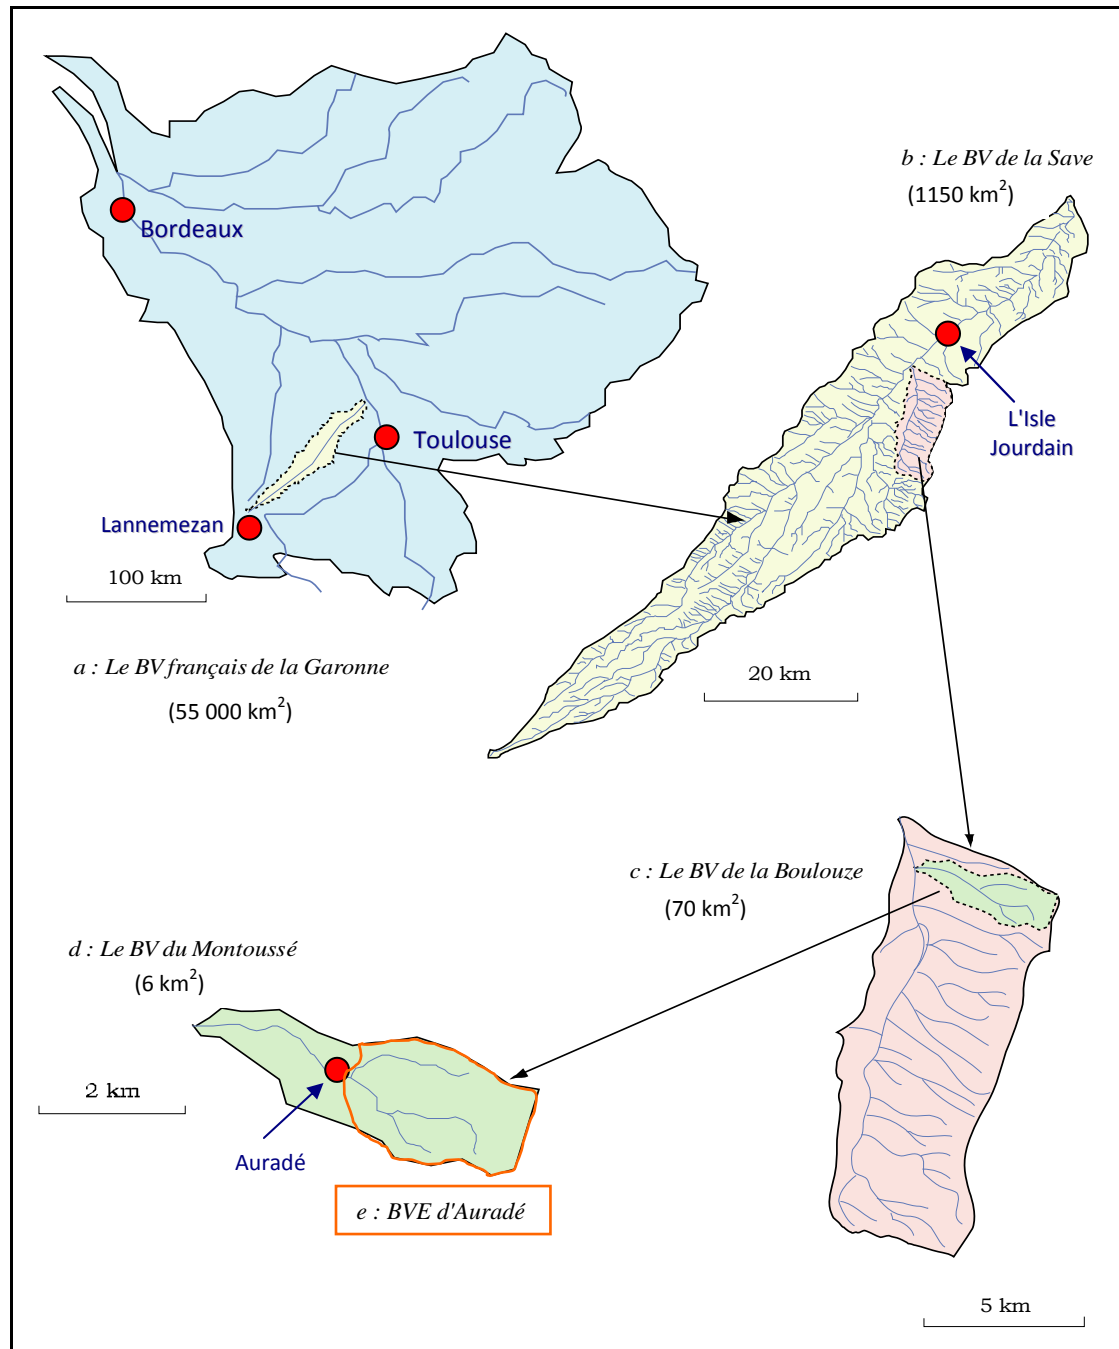 b : Le BV de la Save
(1150 km²)
Bordeaux
L'Isle
Jourdain
Toulouse
Lannemezan
100 km
a : Le BV français de la Garonne
(55 000 km²)
20 km
c : Le BV de la Boulouze
(70 km²)
d : Le BV du Montoussé
(6 km²)
2 km
Auradé
e : BVE d'Auradé
5 km